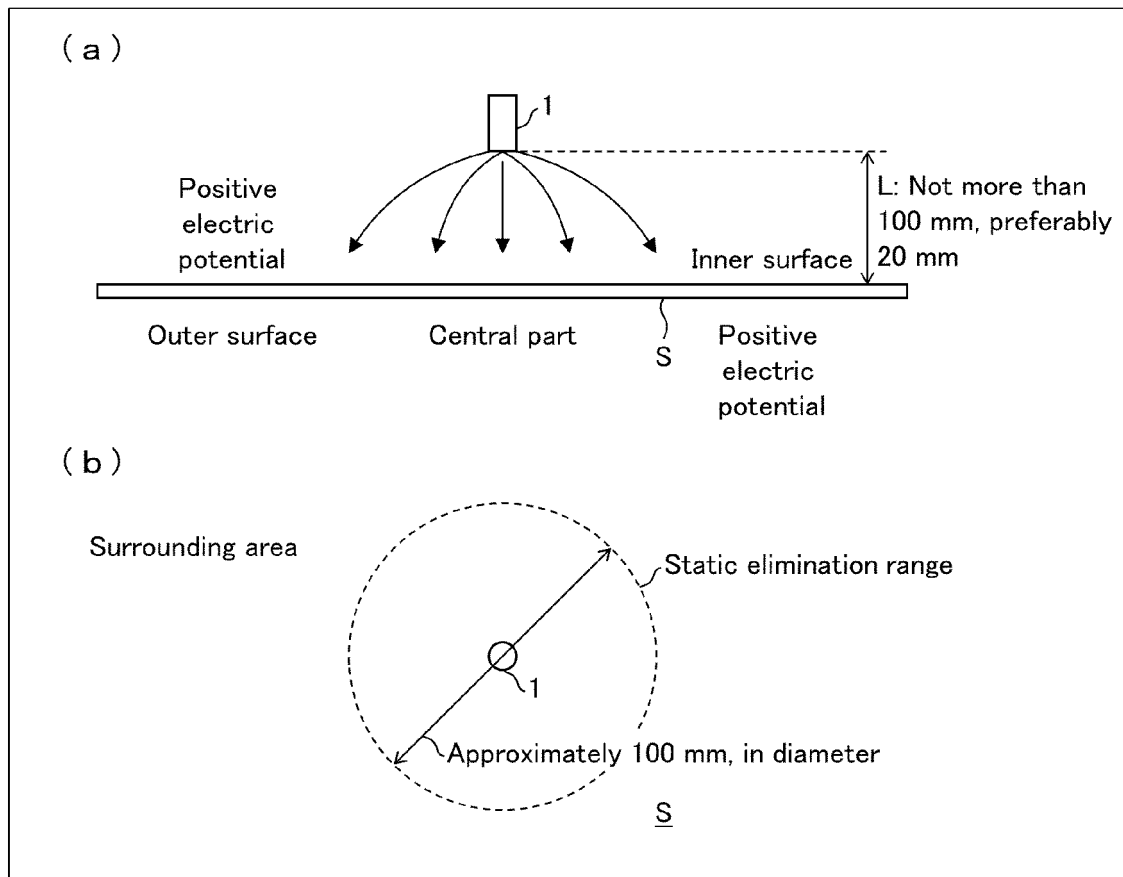 (a)
1
Positive
electric
potential
L: Not more than
100 mm, preferably
20 mm
Inner surface
Outer surface
Central part
S
Positive
electric
potential
(b)
Surrounding area
Static elimination range
1
Approximately 100 mm, in diameter
S